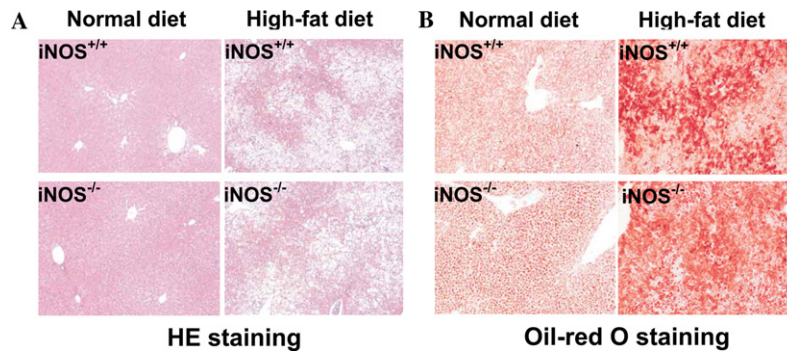 A
Normal diet
High-fat diet
iNOS+/+
iNOS+/+
iNOS-/-
iNOS-/-
HE staining
B
Normal diet
High-fat diet
iNOS+/+
iNOS+/+
iNOS-/-
iNOS-/-
Oil-red O staining